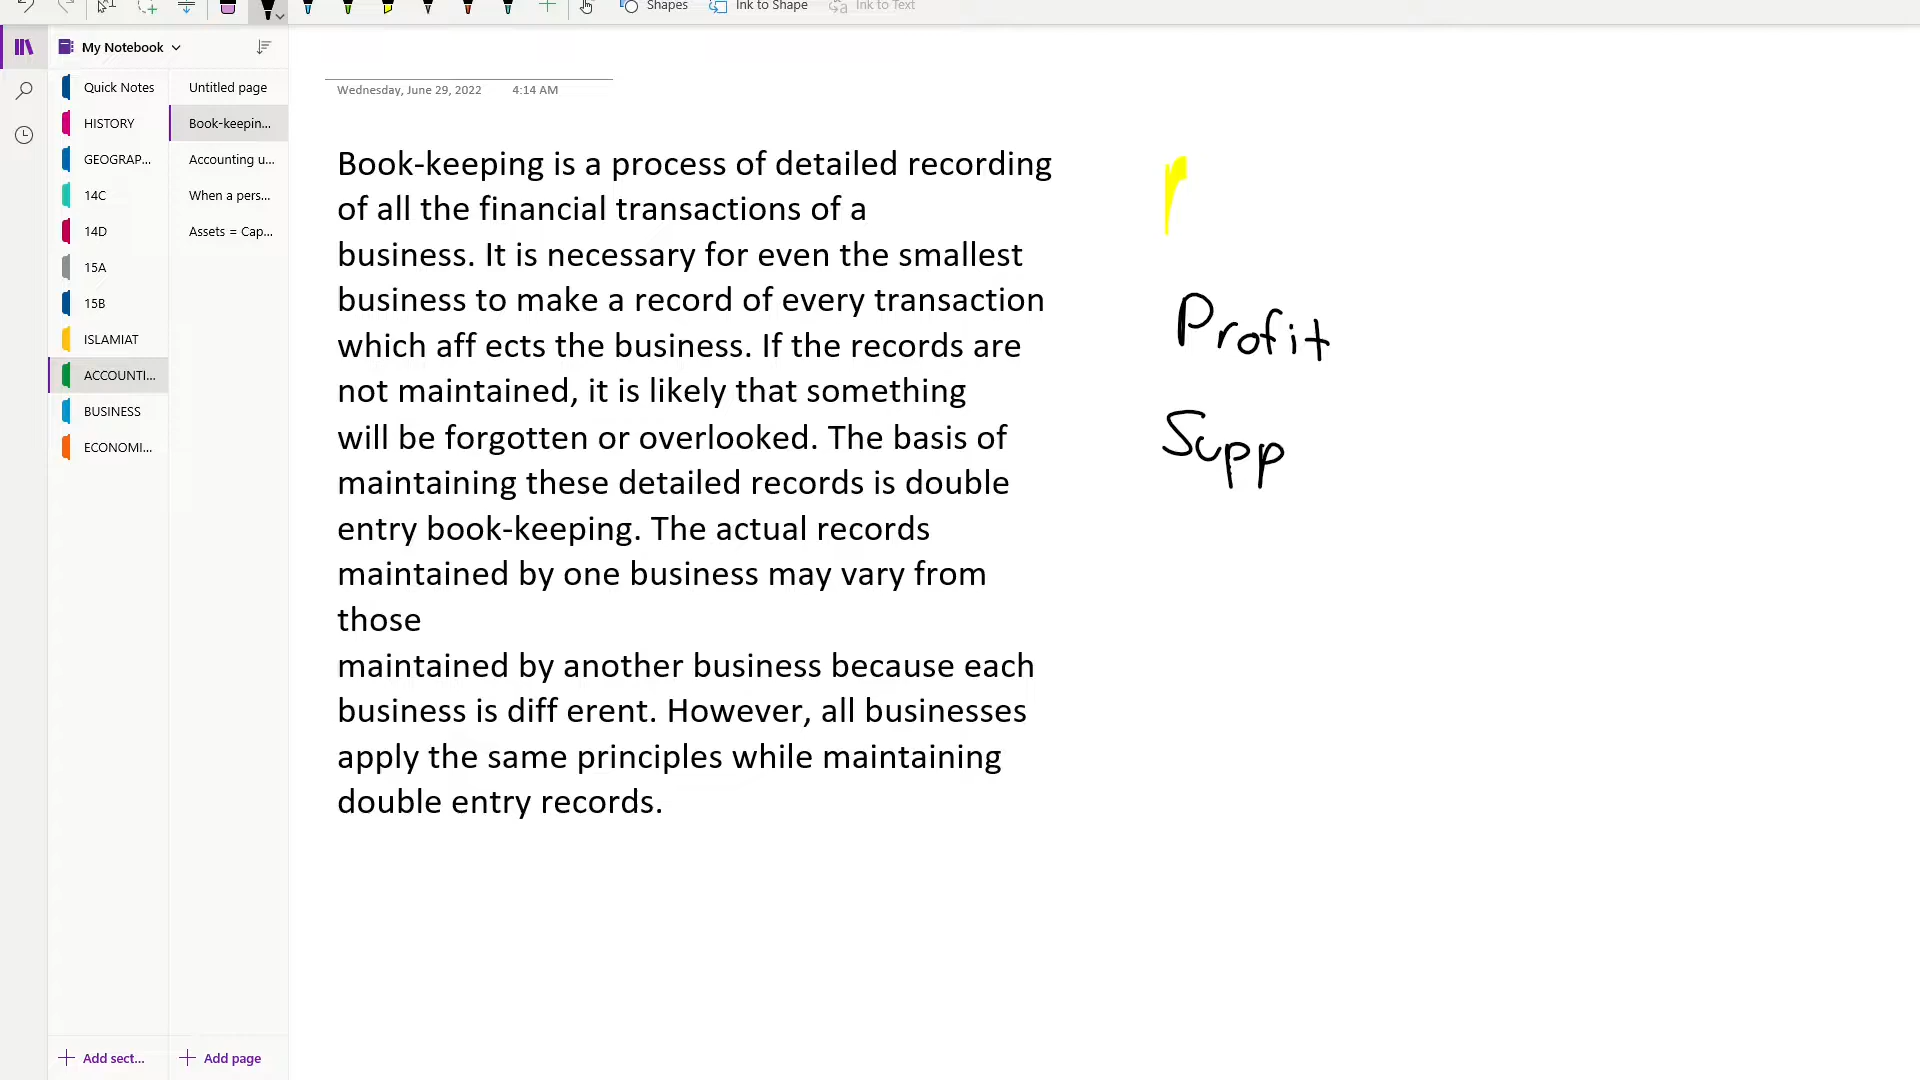 Shapes
Ink to Shape
Ink to Text
My Notebook
Quick Notes
HISTORY
GEOGRAP...
14C
14D
15A
15B
ISLAMIAT
ACCOUNTI...
BUSINESS
ECONOMI...
Add sect...
Untitled page
Book-keepin...
Accounting u...
When a pers...
Assets = Cap...
Add page
Wednesday, June 29, 2022 4:14 AM
Book-keeping is a process of detailed recording
of all the financial transactions of a
business. It is necessary for even the smallest
business to make a record of every transaction
which aff ects the business. If the records are
not maintained, it is likely that something
will be forgotten or overlooked. The basis of
maintaining these detailed records is double
entry book-keeping. The actual records
maintained by one business may vary from
those
maintained by another business because each
business is diff erent. However, all businesses
apply the same principles while maintaining
double entry records.
Profit
Supp